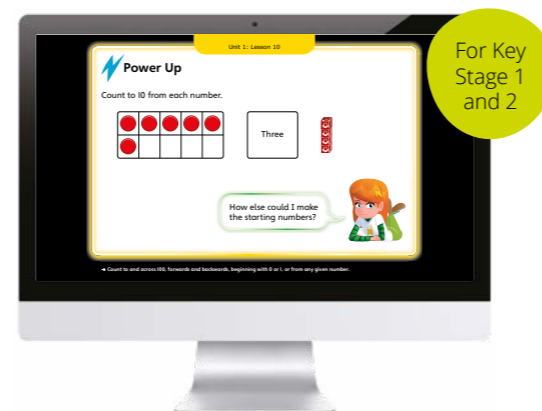 Unit 1: Lesson 10
Power Up
Count to 10 from each number.
Three
How else could I make
the starting numbers?
→ Count to and across 100, forwards and backwards, beginning with 0 or 1, or from any given number.
For Key
Stage 1
and 2